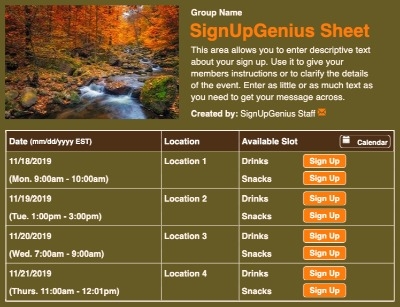 Group Name
SignUpGenius Sheet
This area allows you to enter descriptive text
about your sign up. Use it to give your
members instructions or to clarify the details
of the event. Enter as little or as much text as
you need to get your message across.
Created by: SignUpGenius Staff
Date (mm/dd/yyyy EST) Location Available Slot Calendar
11/18/2019 Location 1 Drinks Sign Up
(Mon. 9:00am - 10:00am) Snacks Sign Up
11/19/2019 Location 2 Drinks Sign Up
(Tue. 1:00pm - 3:00pm) Snacks Sign Up
11/20/2019 Location 3 Drinks Sign Up
(Wed. 7:00am - 9:00am) Snacks Sign Up
11/21/2019 Location 4 Drinks Sign Up
(Thurs. 11:00am - 12:01pm) Snacks Sign Up